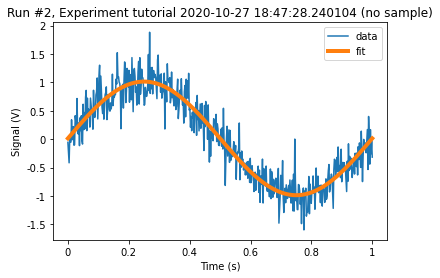 Run #2, Experiment tutorial 2020-10-27 18:47:28.240104 (no sample)
data
fit
Signal (V)
2
1.5
1
0.5
0
-0.5
-1
-1.5
0
0.2
0.4
0.6
0.8
1
Time (s)